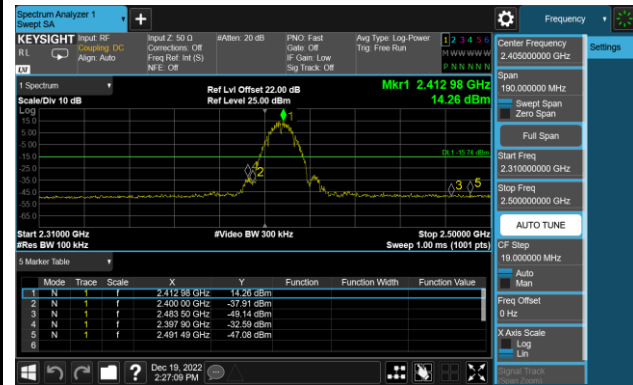 Spectrum Analyzer 1
Swept SA
Frequency
KEYSIGHT
RL
Input: RF
Coupling: DC
Align: Auto
Input Z: 50 Ω
Corrections: Off
Freq Ref: Int (S)
NFE: Off
#Atten: 20 dB
PNO: Fast
Gate: Off
IF Gain: Low
Sig Track: Off
Avg Type: Log-Power
Trig: Free Run
1 2 3 4 5 6
M W W W W W
P N N N N N
1 Spectrum
Scale/Div 10 dB
Ref Lvl Offset 22.00 dB
Ref Level 25.00 dBm
Mkr1 2.412 98 GHz
14.26 dBm
Log
15.0
5.00
-5.00
-15.0
-25.0
-35.0
-45.0
-55.0
-65.0
DL1 -15.74 dBm
1
2
3
5
Start 2.31000 GHz
#Res BW 100 kHz
#Video BW 300 kHz
Stop 2.50000 GHz
Sweep 1.00 ms (1001 pts)
5 Marker Table
Mode Trace Scale X Y Function Function Width Function Value
1 N 1 f 2.412 98 GHz 14.26 dBm
2 N 1 f 2.400 00 GHz -37.91 dBm
3 N 1 f 2.483 50 GHz -49.14 dBm
4 N 1 f 2.397 90 GHz -32.59 dBm
5 N 1 f 2.491 49 GHz -47.08 dBm
6
Dec 19, 2022
2:27:09 PM
Center Frequency
2.405000000 GHz
Settings
Span
190.000000 MHz
Swept Span
Zero Span
Full Span
Start Freq
2.310000000 GHz
Stop Freq
2.500000000 GHz
AUTO TUNE
CF Step
19.000000 MHz
Auto
Man
Freq Offset
0 Hz
X Axis Scale
Log
Lin
Signal Track
(Span Zoom)